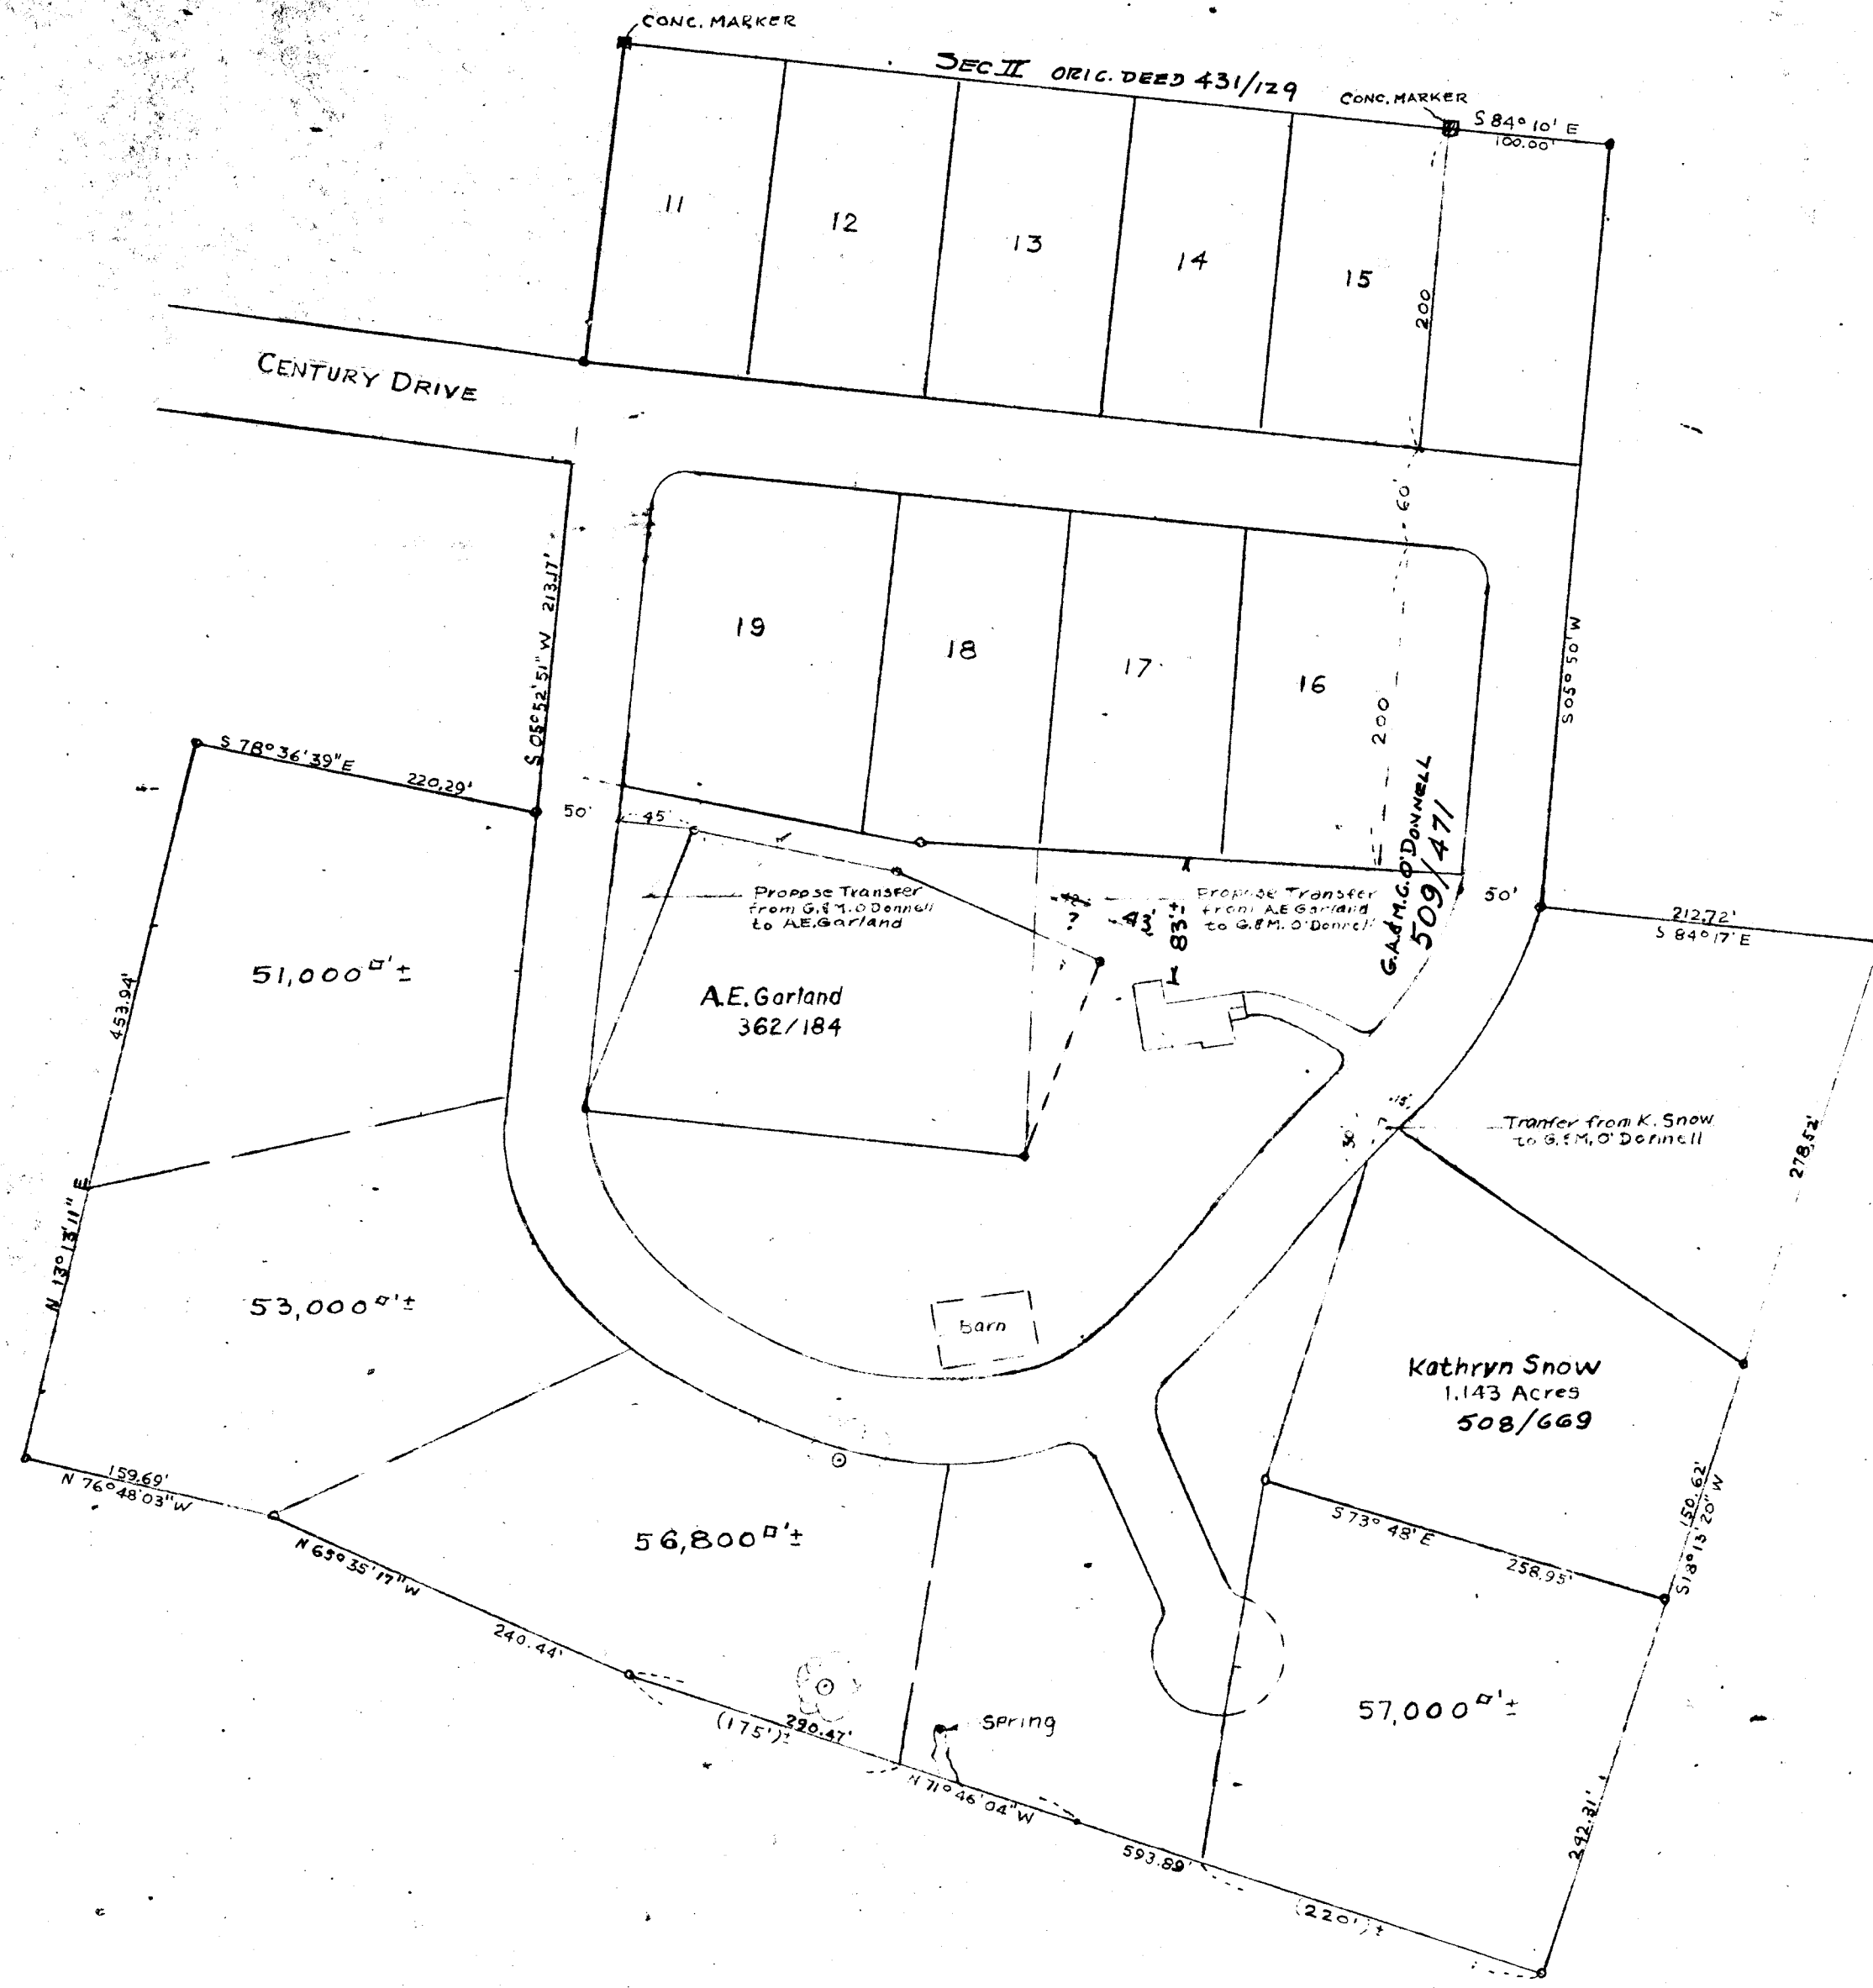 CONC. MARKER
SEC II ORIG. DEED 431/129
CONC. MARKER
S 84° 10' E
100.00'
11
12
13
14
15
200
CENTURY DRIVE
60'
19
18
17
16
200
S 05° 52' 51" W 213.17'
S 05° 50' W
S 78° 36' 39" E
220.29'
50'
45'
G.A.& M.G. O'DONNELL
509/471
50'
212.72'
S 84° 17' E
Propose Transfer
from G.& M. O'Donnell
to A.E. Garland
?
43'
83'±
Propose Transfer
from A.E Garland
to G.& M. O'Donnell
51,000 □'±
A.E. Garland
362/184
453.94'
N 13° 13' 11" E
15'
30'
Tranfer from K. Snow
to G.& M. O'Donnell
278.52'
53,000 □'±
Barn
Kathryn Snow
1.143 Acres
508/669
159.69'
N 76° 48' 03" W
S 73° 48' E
258.95'
150.62'
S 18° 13' 20" W
N 65° 35' 17" W
240.44'
56,800 □'±
(175')±
290.47'
Spring
N 71° 46' 04" W
57,000 □'±
593.89'
(220')±
292.31'